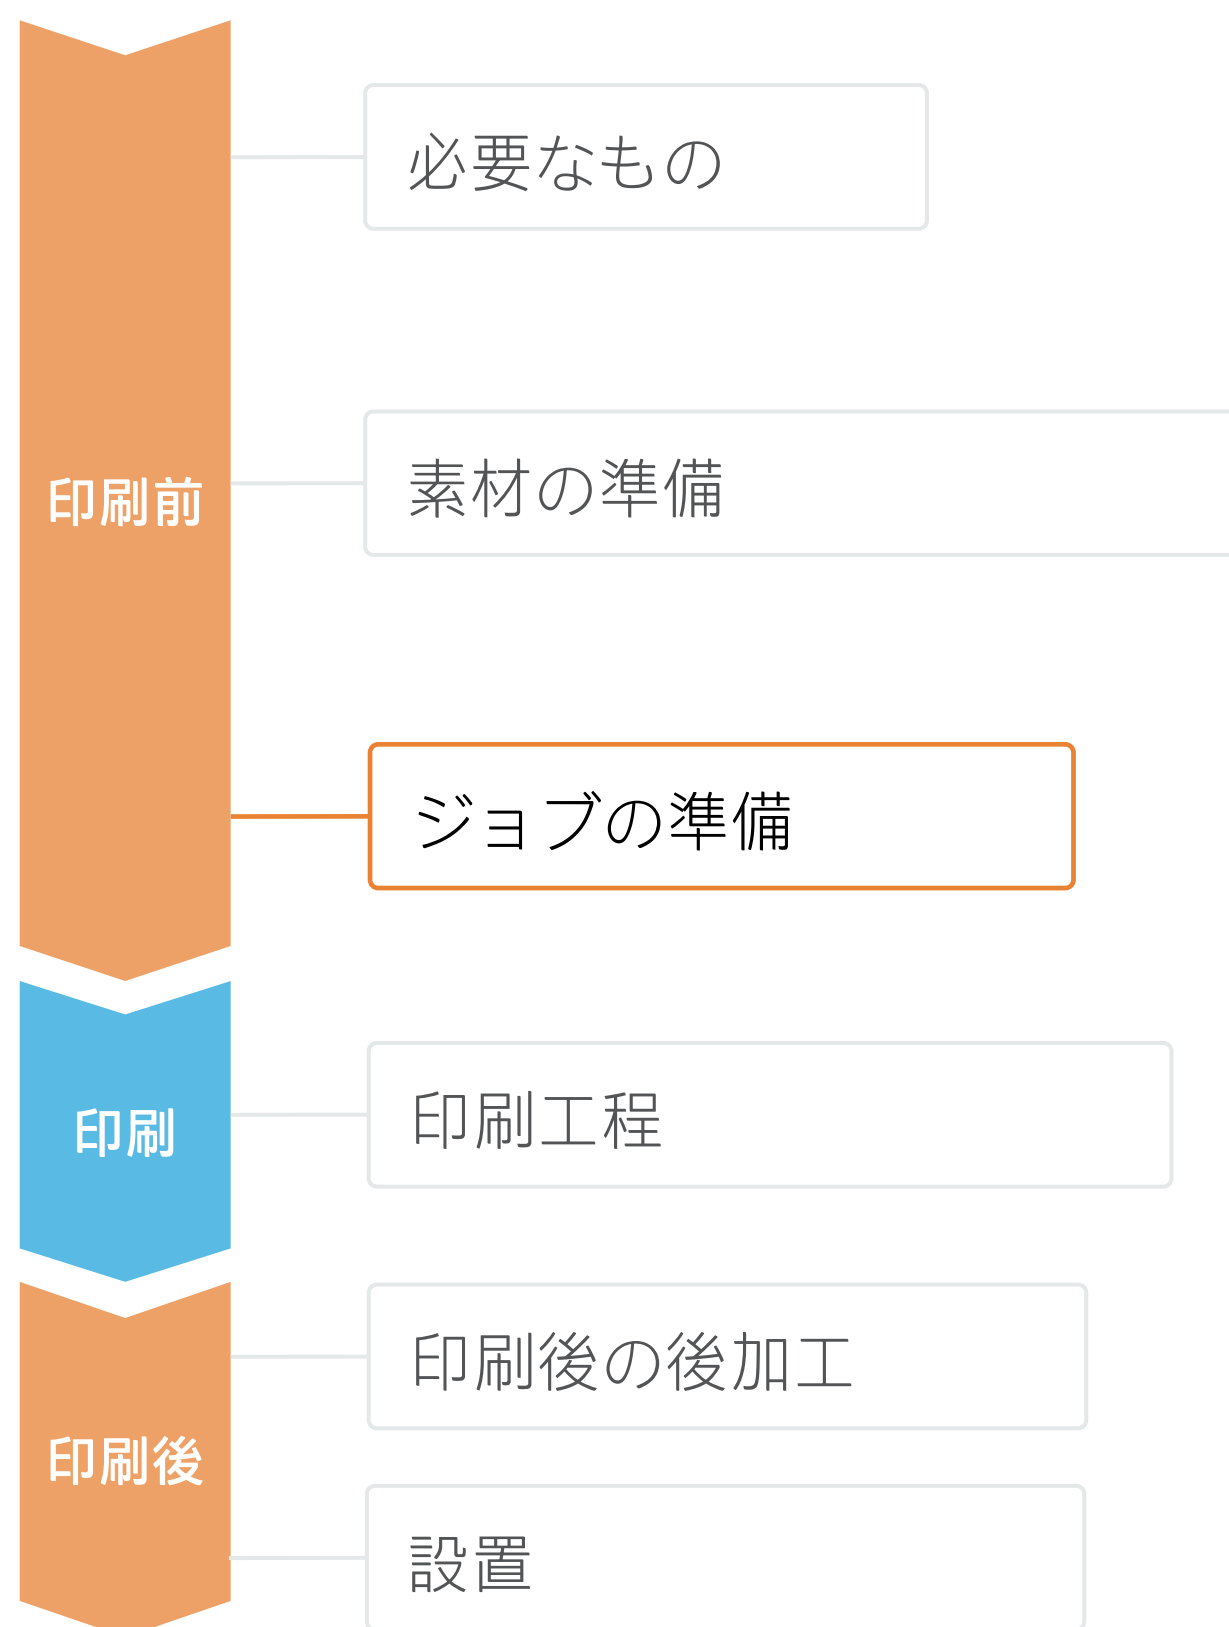 必要なもの
素材の準備
印刷前
ジョブの準備
印刷工程
印刷
印刷後の後加工
印刷後
設置